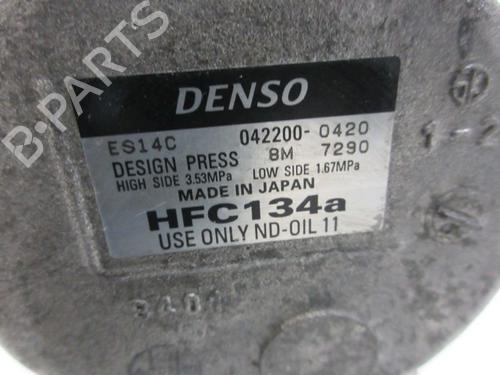 B-PARTS
DENSO
ES14C 042200-0420
DESIGN PRESS 8M 7290
HIGH SIDE 3.53MPa LOW SIDE 1.67MPa
MADE IN JAPAN
HFC134a
USE ONLY ND-OIL 11